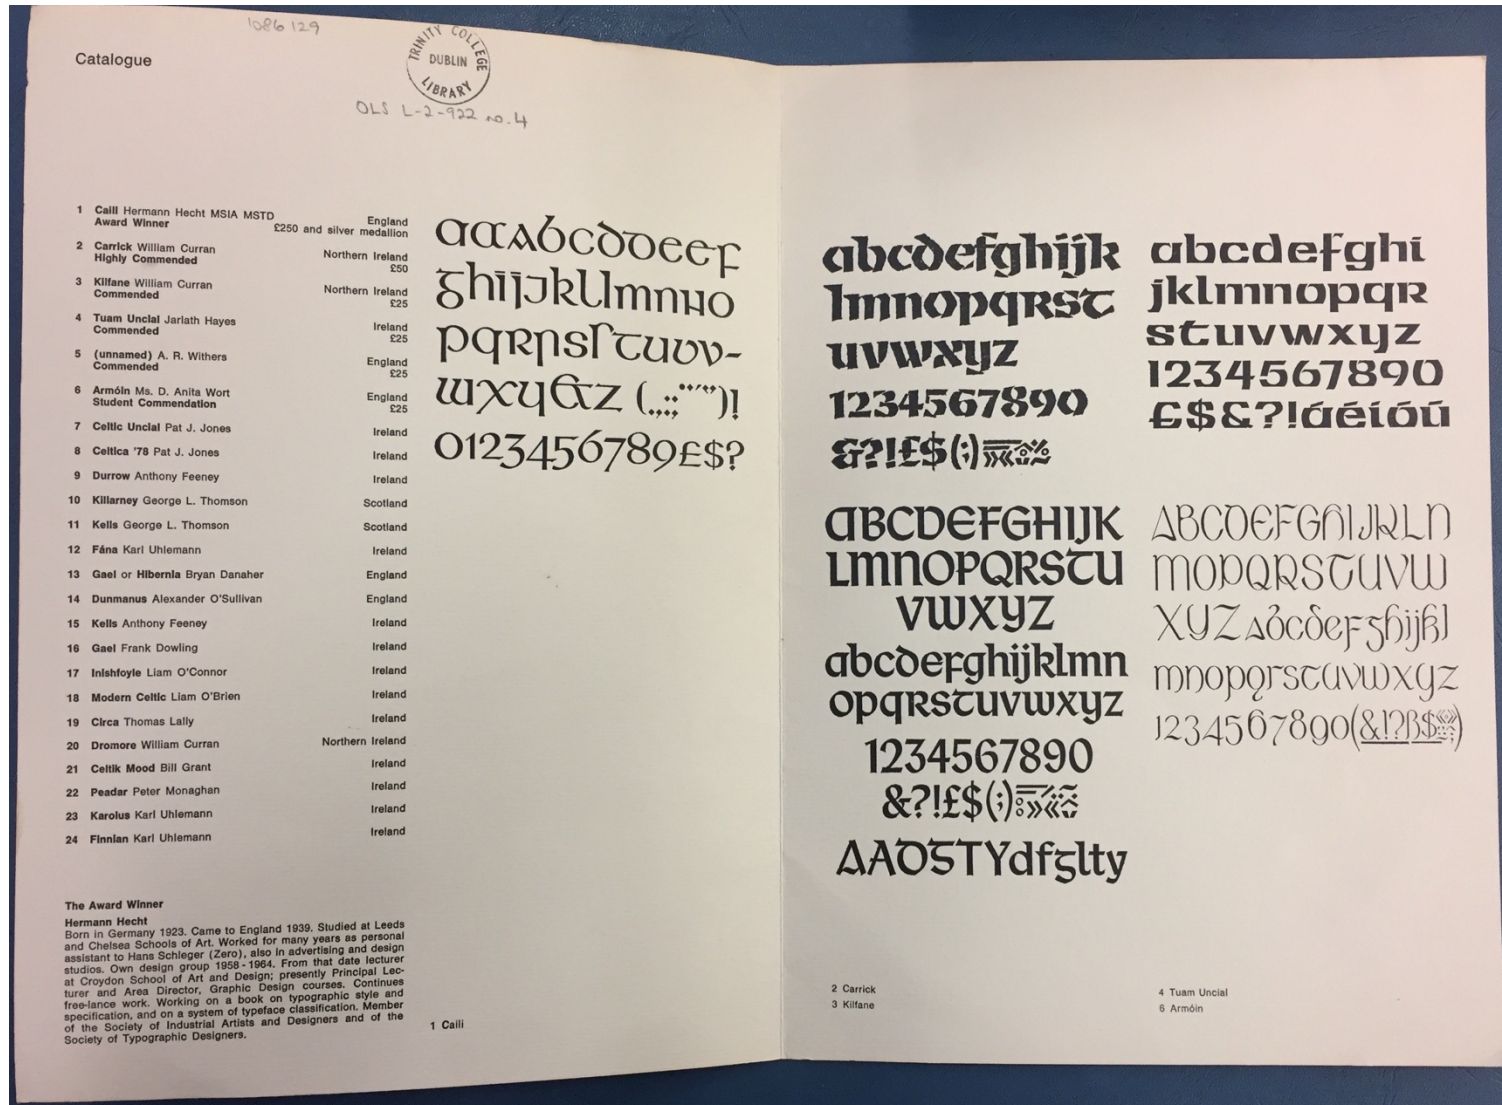 1086129
Catalogue
TRINITY COLLEGE
DUBLIN
LIBRARY
OLS L-2-922 no. 4
1 Caili Hermann Hecht MSIA MSTD England
Award Winner £250 and silver medallion
2 Carrick William Curran Northern Ireland
Highly Commended £50
3 Kilfane William Curran Northern Ireland
Commended £25
4 Tuam Uncial Jarlath Hayes Ireland
Commended £25
5 (unnamed) A. R. Withers England
Commended £25
6 Armóin Ms. D. Anita Wort England
Student Commendation £25
7 Celtic Uncial Pat J. Jones Ireland
8 Celtica '78 Pat J. Jones Ireland
9 Durrow Anthony Feeney Ireland
10 Killarney George L. Thomson Scotland
11 Kells George L. Thomson Scotland
12 Fána Karl Uhlemann Ireland
13 Gael or Hibernia Bryan Danaher England
14 Dunmanus Alexander O'Sullivan England
15 Kells Anthony Feeney Ireland
16 Gael Frank Dowling Ireland
17 Inishfoyle Liam O'Connor Ireland
18 Modern Celtic Liam O'Brien Ireland
19 Circa Thomas Lally Ireland
20 Dromore William Curran Northern Ireland
21 Celtik Mood Bill Grant Ireland
22 Peadar Peter Monaghan Ireland
23 Karolus Karl Uhlemann Ireland
24 Finnian Karl Uhlemann Ireland
The Award Winner
Hermann Hecht
Born in Germany 1923. Came to England 1939. Studied at Leeds
and Chelsea Schools of Art. Worked for many years as personal
assistant to Hans Schleger (Zero), also in advertising and design
studios. Own design group 1958-1964. From that date lecturer
at Croydon School of Art and Design; presently Principal Lec-
turer and Area Director, Graphic Design courses. Continues
free-lance work. Working on a book on typographic style and
specification, and on a system of typeface classification. Member
of the Society of Industrial Artists and Designers and of the
Society of Typographic Designers.
aaabcddeef
ghijjkllmnno
pqrrssſtuvv-
wxy&z (.,:;""'")!
0123456789£$?
1 Caili
abcdefghijk
lmnopqrst
uvwxyz
1234567890
&?!£$(;)
ABCDEFGHIJK
LMNOPQRSTU
VWXYZ
abcdefghijklmn
opqrstuvwxyz
1234567890
&?!£$(;)
AADGTYdfglty
2 Carrick
3 Kilfane
abcdefghi
jklmnopqr
stuvwxyz
1234567890
£$&?!áéíóú
ABCDEFGHIJKLN
MOPQRSTUVW
XYZabcdefghijkl
mnopqrstuvwxyz
1234567890(&!?ß$
4 Tuam Uncial
6 Armóin